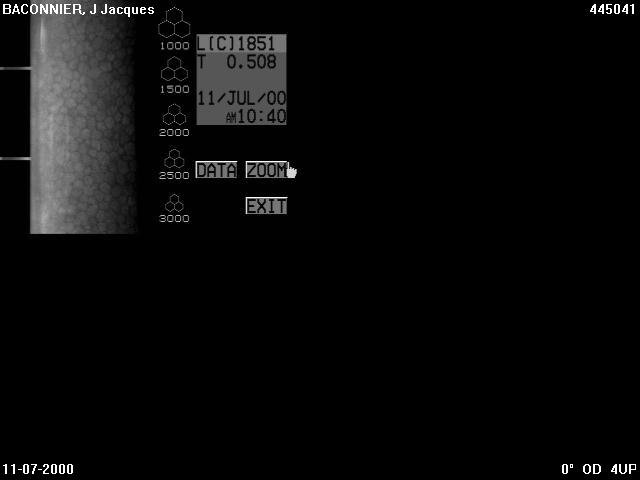 BACONNIER, J Jacques
445041
1000
1500
2000
2500
3000
L[C]1851
T 0.508
11/JUL/00
AM10:40
DATA ZOOM
EXIT
11-07-2000
0° OD 4UP